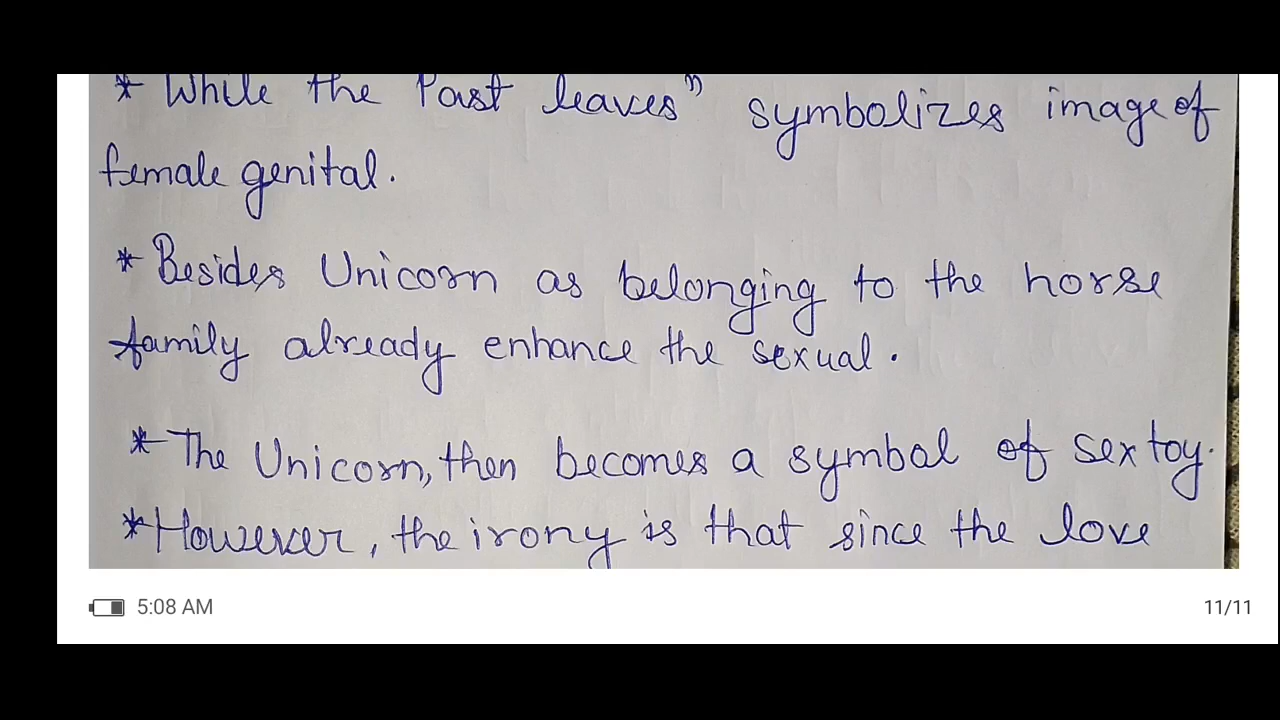 * While the Past leaves" symbolizes image of
female genital.
* Besides Unicorn as belonging to the horse
family already enhance the sexual.
* The Unicorn, then becomes a symbal of sex toy.
* However, the irony is that since the love
5:08 AM
11/11